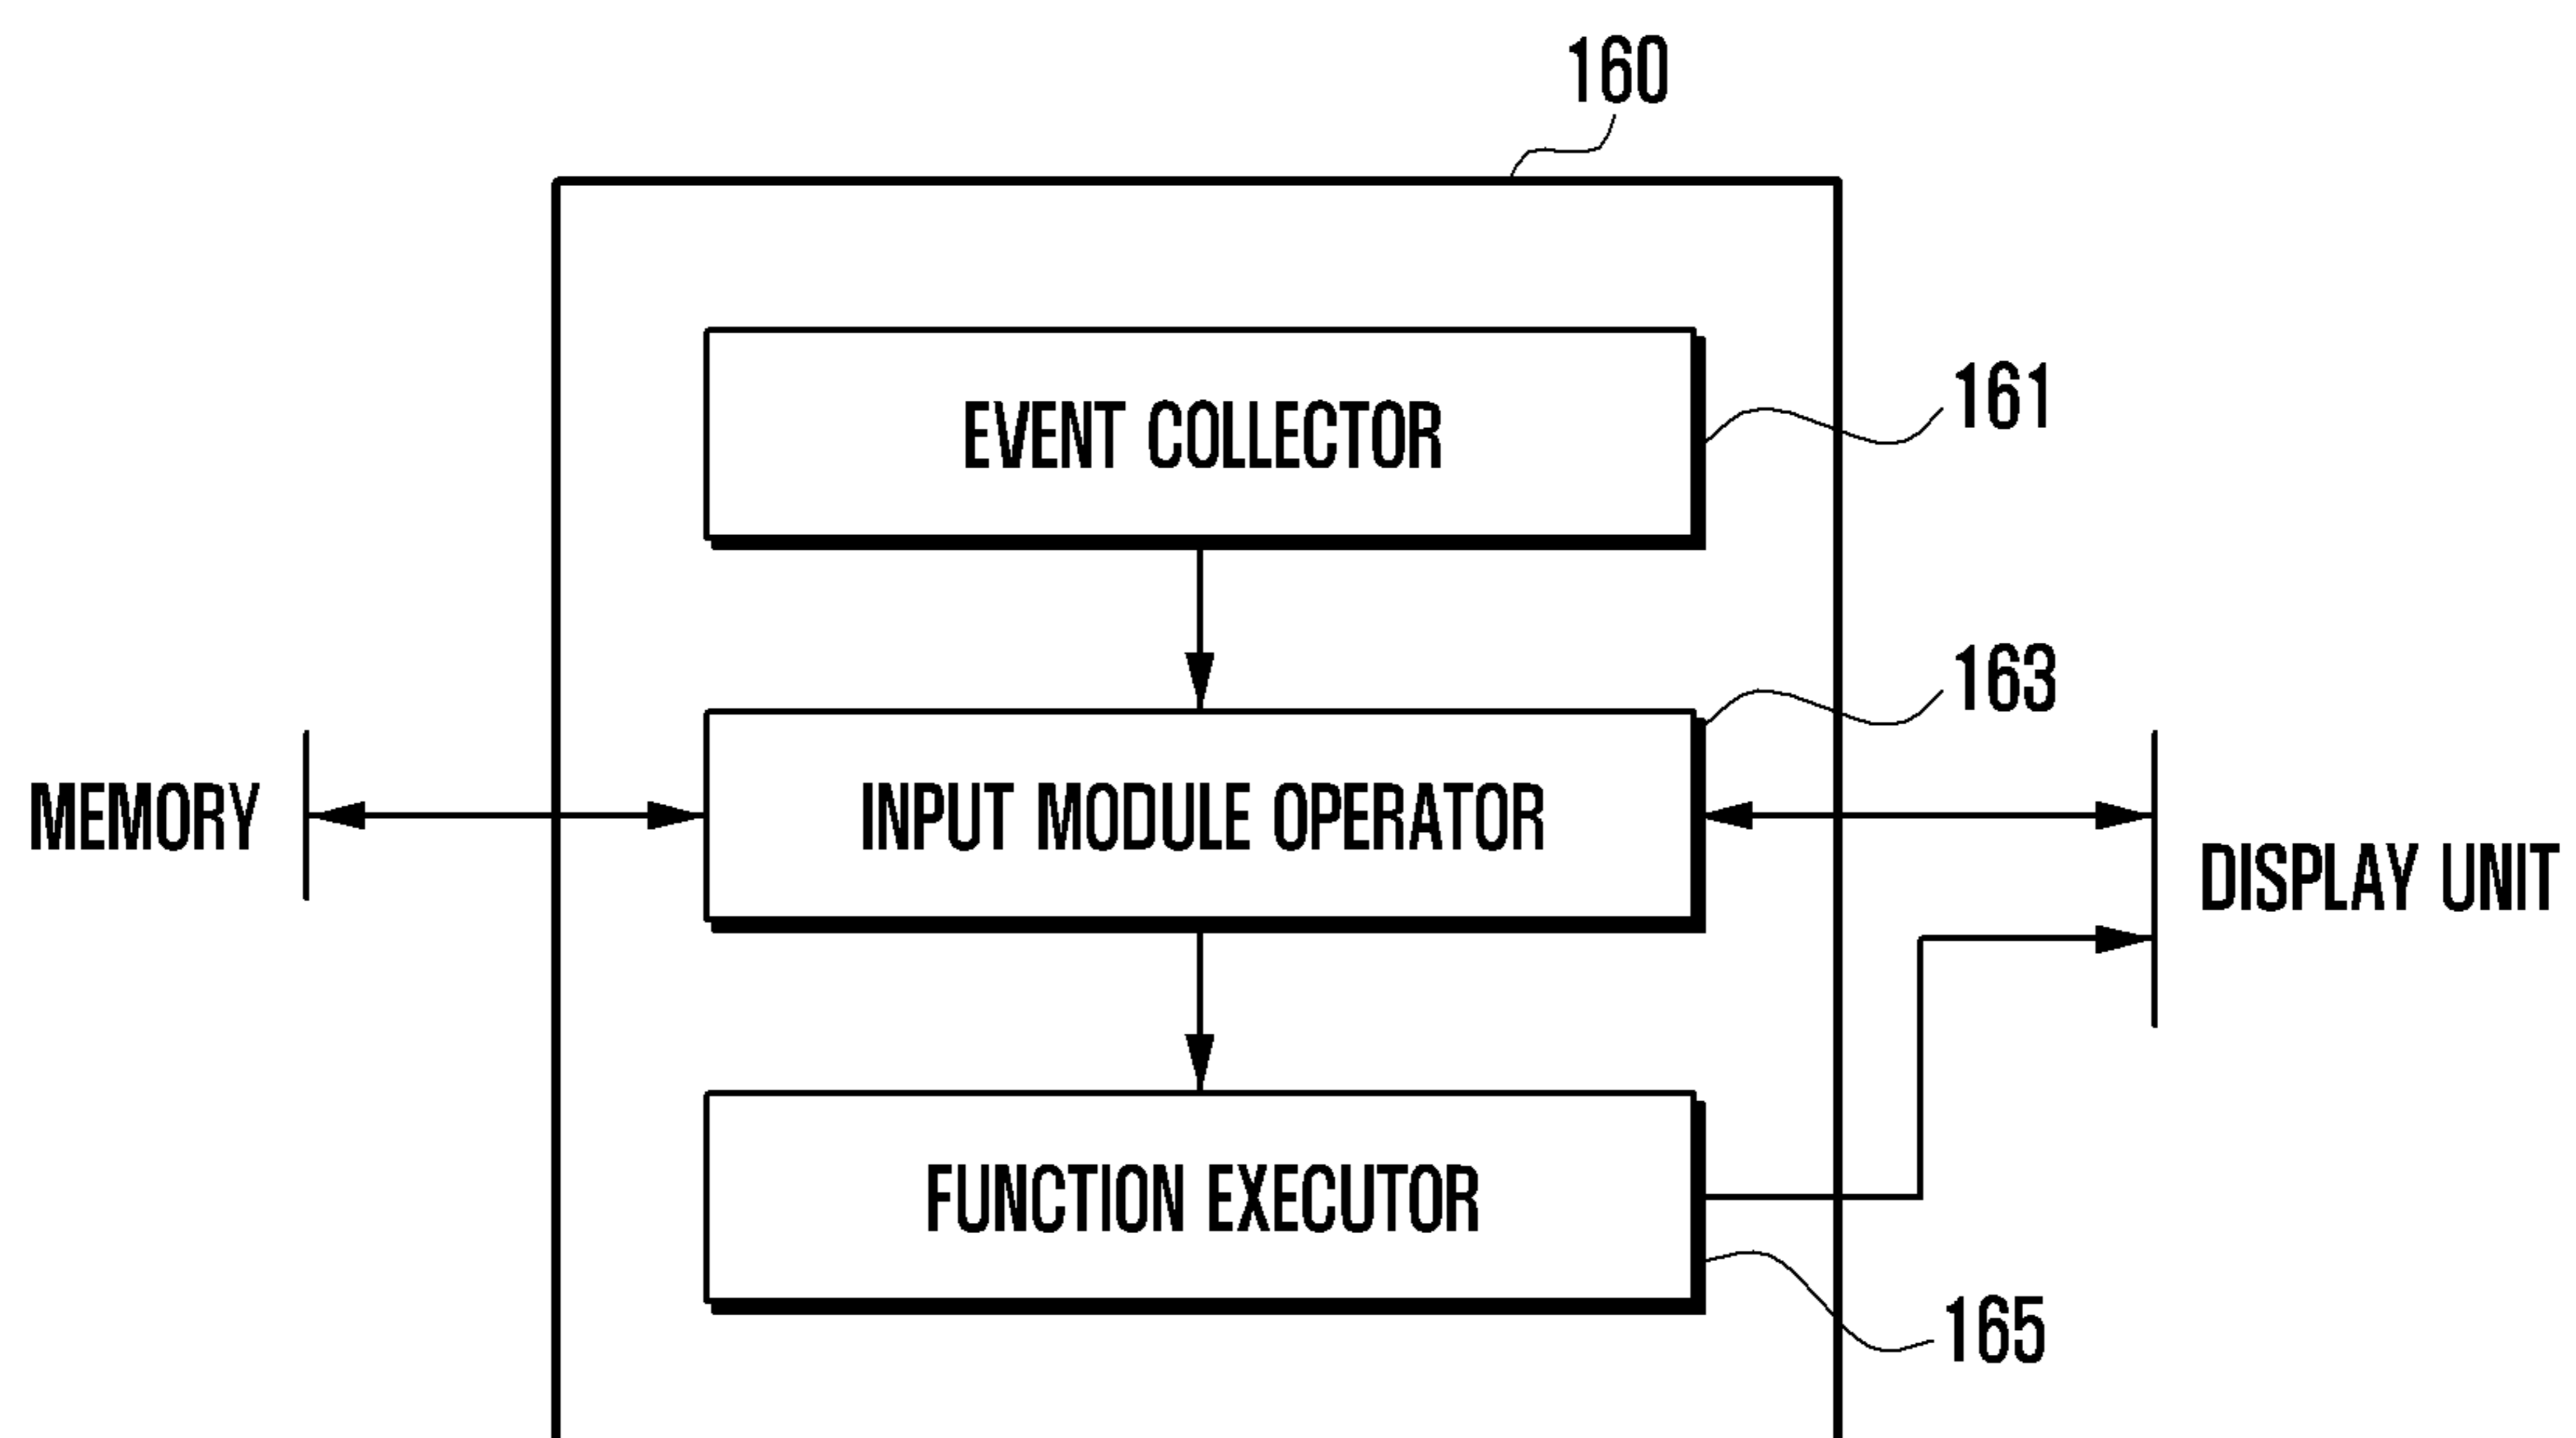 160
EVENT COLLECTOR
161
163
MEMORY
INPUT MODULE OPERATOR
DISPLAY UNIT
FUNCTION EXECUTOR
165